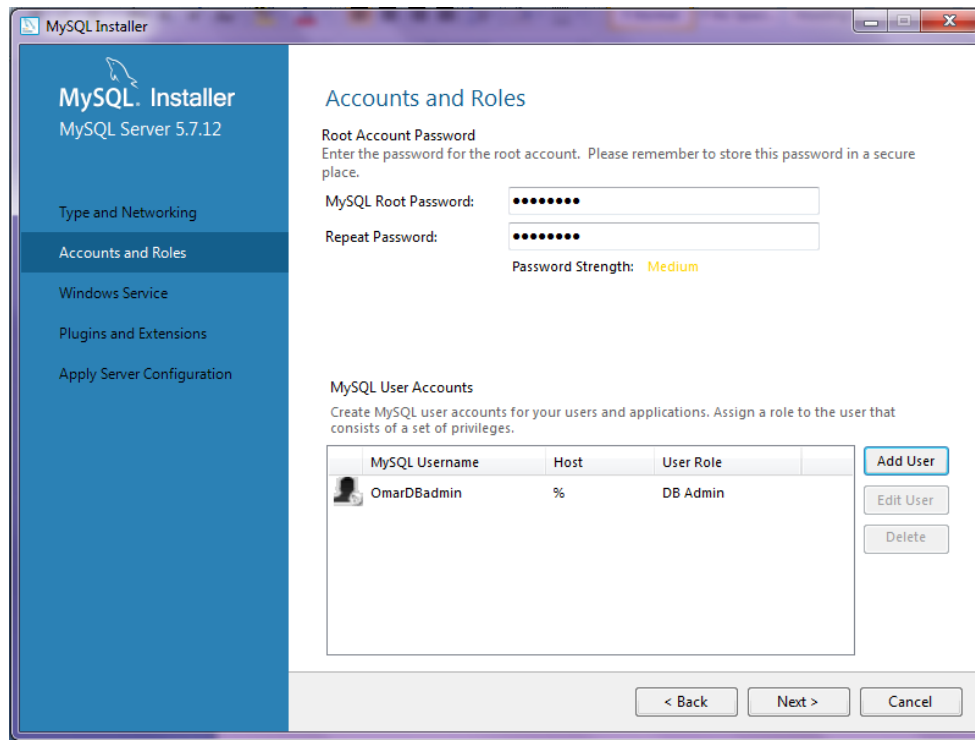 MySQL Installer
MySQL. Installer
MySQL Server 5.7.12
Type and Networking
Accounts and Roles
Windows Service
Plugins and Extensions
Apply Server Configuration
Accounts and Roles
Root Account Password
Enter the password for the root account. Please remember to store this password in a secure
place.
MySQL Root Password: ●●●●●●●●
Repeat Password: ●●●●●●●●
Password Strength: Medium
MySQL User Accounts
Create MySQL user accounts for your users and applications. Assign a role to the user that
consists of a set of privileges.
MySQL Username Host User Role
OmarDBadmin % DB Admin
Add User
Edit User
Delete
< Back Next > Cancel